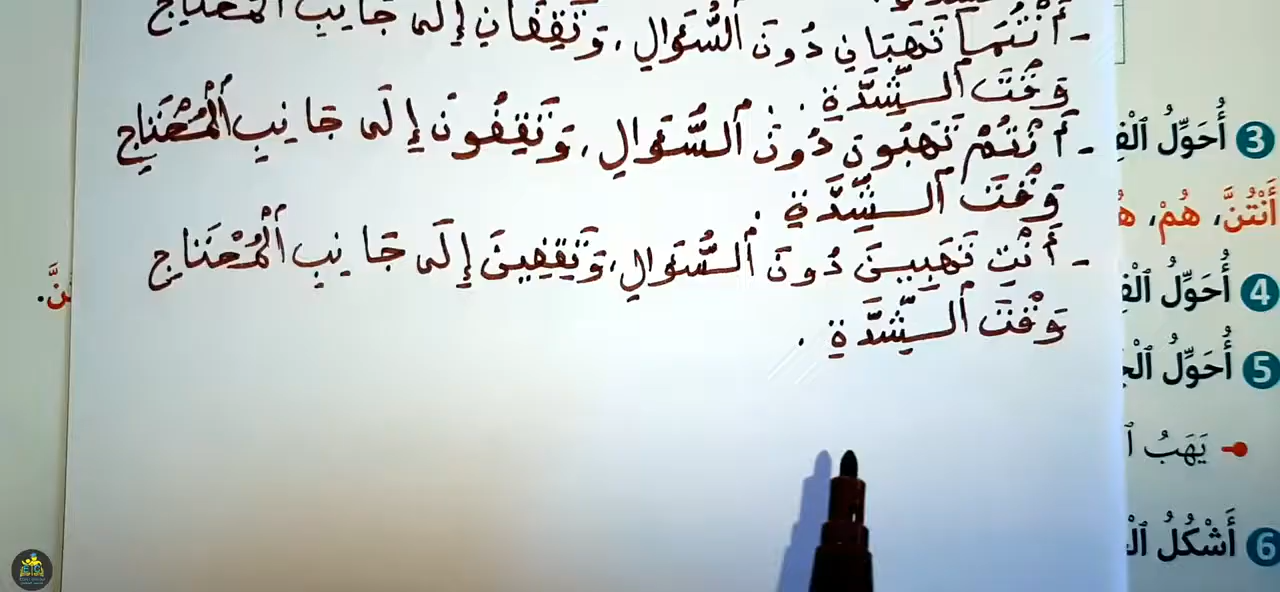 - أَنْتُمَا تَهَبَانِ دُونَ ٱلسُّؤَالِ، وَتَقِفَانِ إِلَى جَانِبِ ٱلْمُحْتَاجِ
وَقْتَ ٱلشِّدَّةِ.
- أَنْتُمْ تَهَبُونَ دُونَ ٱلسُّؤَالِ، وَتَقِفُونَ إِلَى جَانِبِ ٱلْمُحْتَاجِ
وَقْتَ ٱلشِّدَّةِ.
- أَنْتِ تَهَبِينَ دُونَ ٱلسُّؤَالِ، وَتَقِفِينَ إِلَى جَانِبِ ٱلْمُحْتَاجِ
وَقْتَ ٱلشِّدَّةِ.
3 أُحَوِّلُ
أَنْتُنَّ، هُمْ،
4 أُحَوِّلُ
5 أُحَوِّلُ
يَهَبُ
6 أَشْكُلُ